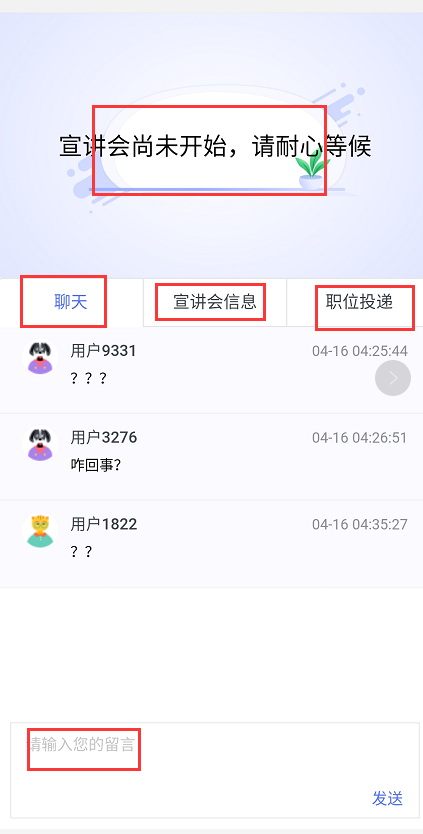 宣讲会尚未开始，请耐心等候
聊天 宣讲会信息 职位投递
用户9331 04-16 04:25:44
？？？
用户3276 04-16 04:26:51
咋回事？
用户1822 04-16 04:35:27
？？
请输入您的留言
发送